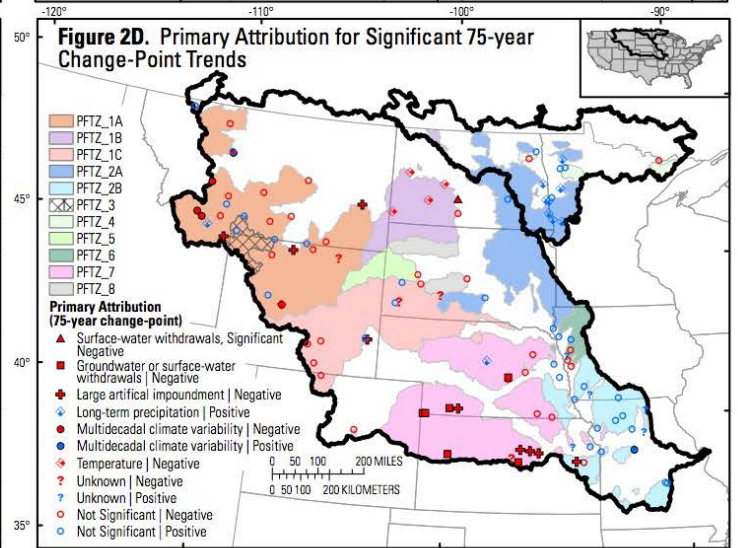 -120°
-110°
-100°
-90°
50°
Figure 2D. Primary Attribution for Significant 75-year
Change-Point Trends
PFTZ_1A
PFTZ_1B
PFTZ_1C
PFTZ_2A
PFTZ_2B
PFTZ_3
PFTZ_4
PFTZ_5
PFTZ_6
PFTZ_7
PFTZ_8
45°
Primary Attribution
(75-year change-point)
Surface-water withdrawals, Significant
Negative
Groundwater or surface-water
withdrawals | Negative
Large artifical impoundment | Negative
Long-term precipitation | Positive
Multidecadal climate variability | Negative
Multidecadal climate variability | Positive
Temperature | Negative
? Unknown | Negative
? Unknown | Positive
Not Significant | Negative
Not Significant | Positive
40°
0 50 100 200 MILES
0 50 100 200 KILOMETERS
35°